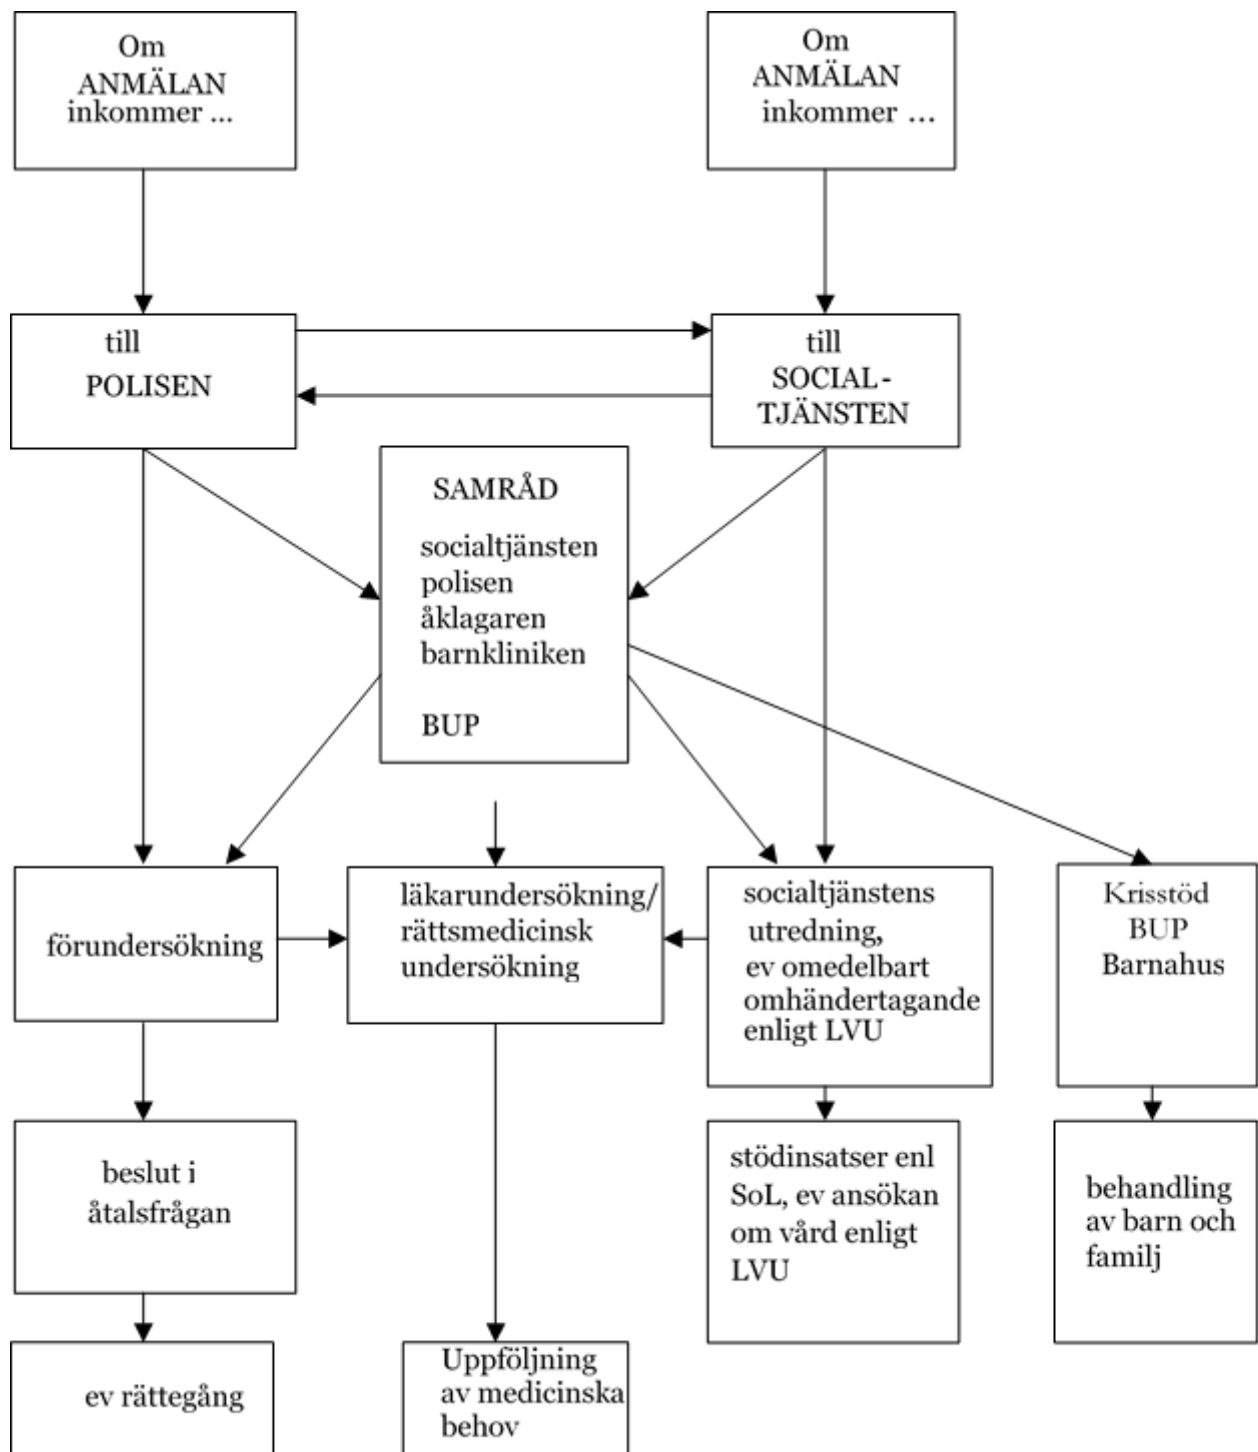 Om
ANMÄLAN
inkommer ...
Om
ANMÄLAN
inkommer ...
till
POLISEN
till
SOCIAL-
TJÄNSTEN
SAMRÅD
socialtjänsten
polisen
åklagaren
barnkliniken
BUP
förundersökning
läkarundersökning/
rättsmedicinsk
undersökning
socialtjänstens
utredning,
ev omedelbart
omhändertagande
enligt LVU
Krisstöd
BUP
Barnahus
beslut i
åtalsfrågan
stödinsatser enl
SoL, ev ansökan
om vård enligt
LVU
behandling
av barn och
familj
ev rättegång
Uppföljning
av medicinska
behov